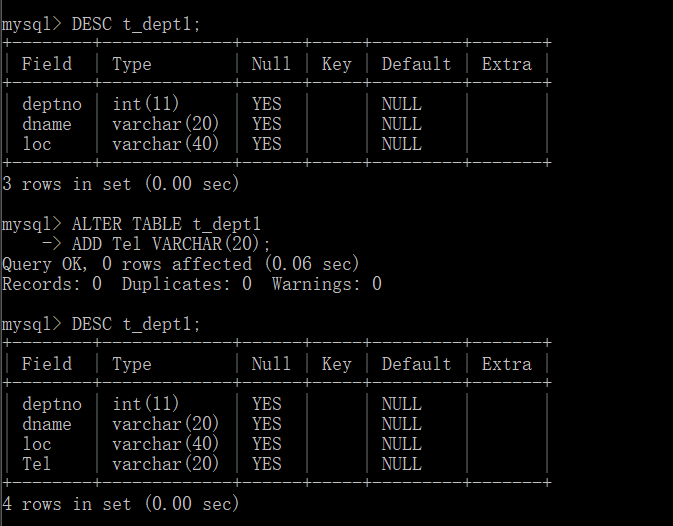 mysql> DESC t_dept1;
+--------+-------------+------+-----+---------+-------+
| Field  | Type        | Null | Key | Default | Extra |
+--------+-------------+------+-----+---------+-------+
| deptno | int(11)     | YES  |     | NULL    |       |
| dname  | varchar(20) | YES  |     | NULL    |       |
| loc    | varchar(40) | YES  |     | NULL    |       |
+--------+-------------+------+-----+---------+-------+
3 rows in set (0.00 sec)

mysql> ALTER TABLE t_dept1
    -> ADD Tel VARCHAR(20);
Query OK, 0 rows affected (0.06 sec)
Records: 0  Duplicates: 0  Warnings: 0

mysql> DESC t_dept1;
+--------+-------------+------+-----+---------+-------+
| Field  | Type        | Null | Key | Default | Extra |
+--------+-------------+------+-----+---------+-------+
| deptno | int(11)     | YES  |     | NULL    |       |
| dname  | varchar(20) | YES  |     | NULL    |       |
| loc    | varchar(40) | YES  |     | NULL    |       |
| Tel    | varchar(20) | YES  |     | NULL    |       |
+--------+-------------+------+-----+---------+-------+
4 rows in set (0.00 sec)